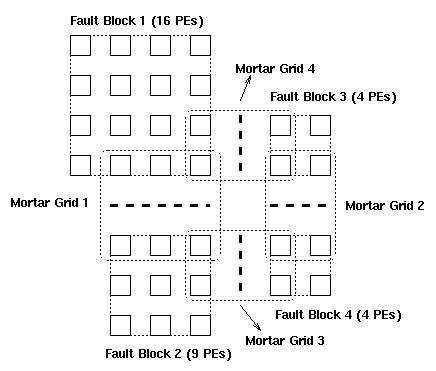 Fault Block 1 (16 PEs)
Mortar Grid 4
Fault Block 3 (4 PEs)
Mortar Grid 1
Mortar Grid 2
Fault Block 4 (4 PEs)
Mortar Grid 3
Fault Block 2 (9 PEs)